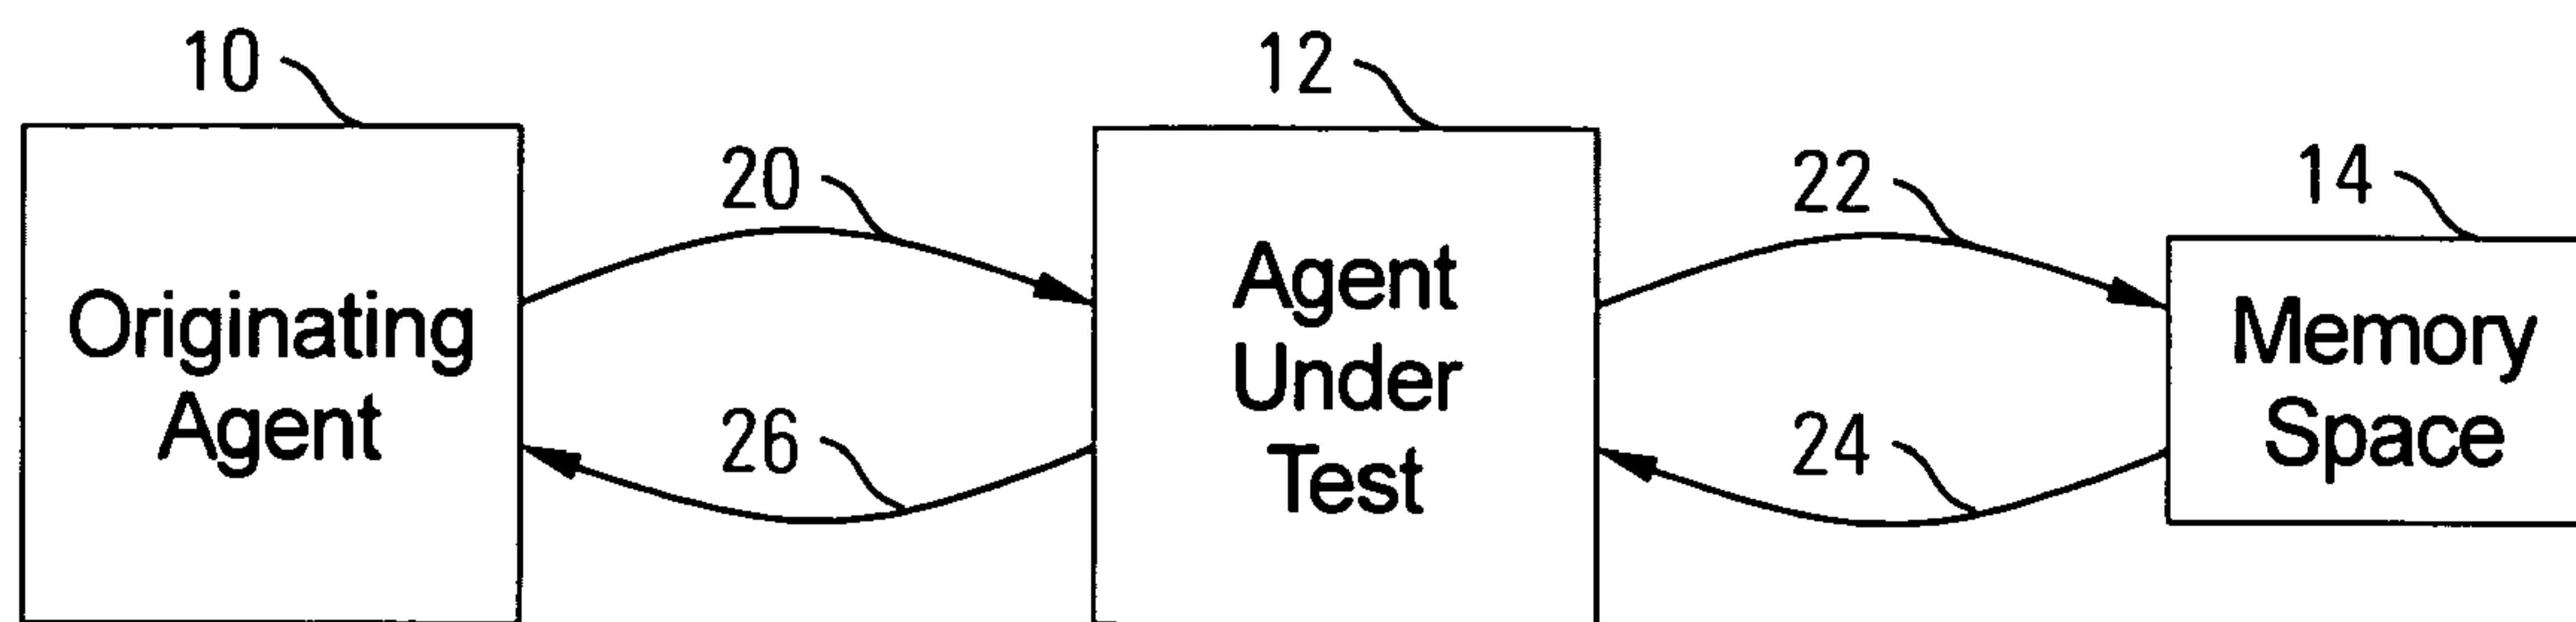 10
12
20
22
14
Originating
Agent
Agent
Under
Test
Memory
Space
26
24